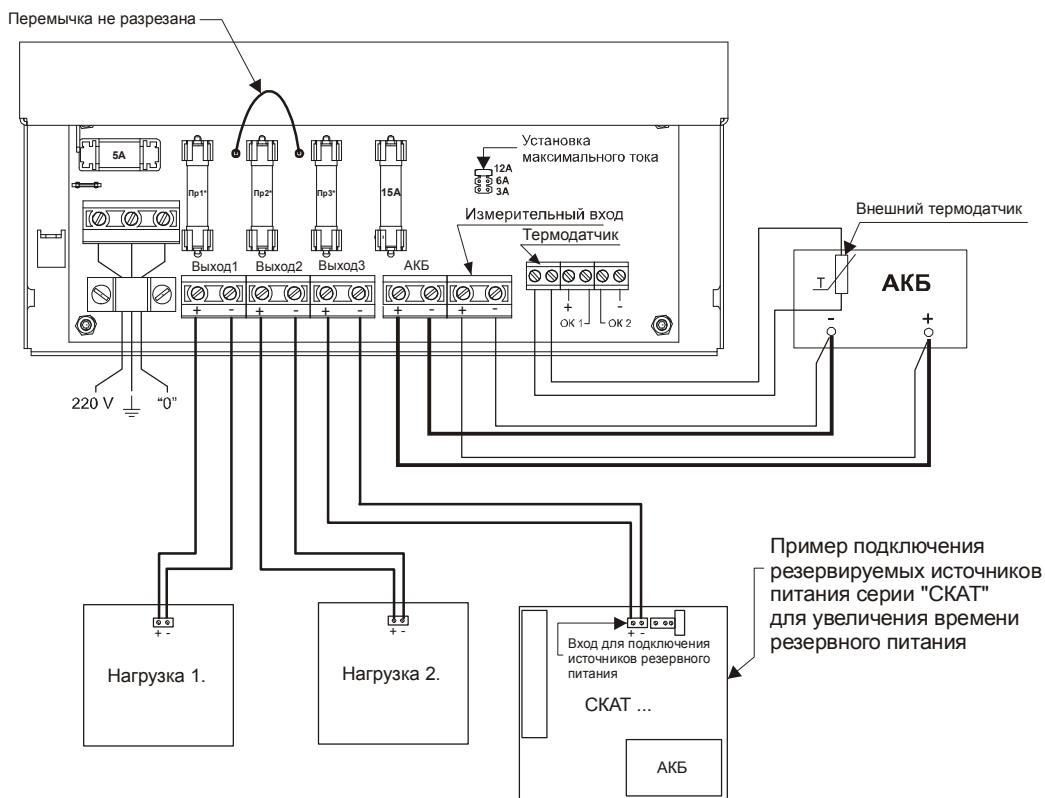 Перемычка не разрезана
5А
Пр1*
Пр2*
Пр3*
15А
Установка
максимального тока
12А
6А
3А
Измерительный вход
Термодатчик
Внешний термодатчик
Выход1
Выход2
Выход3
АКБ
+ -
+ -
+ -
+ -
+ -
+
ОК 1
-
ОК 2
T
АКБ
-
+
220 V
"0"
+ -
Нагрузка 1.
+ -
Нагрузка 2.
+ -
Вход для подключения
источников резервного
питания
СКАТ ...
АКБ
Пример подключения
резервируемых источников
питания серии "СКАТ"
для увеличения времени
резервного питания